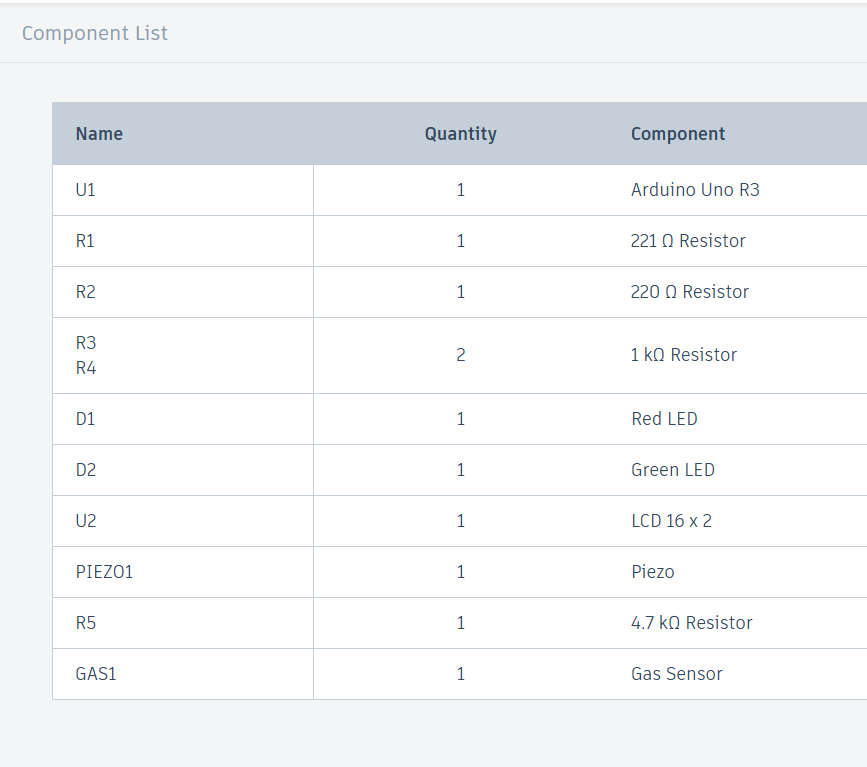 Component List
Name Quantity Component
U1 1 Arduino Uno R3
R1 1 221 Ω Resistor
R2 1 220 Ω Resistor
R3
R4 2 1 kΩ Resistor
D1 1 Red LED
D2 1 Green LED
U2 1 LCD 16 x 2
PIEZO1 1 Piezo
R5 1 4.7 kΩ Resistor
GAS1 1 Gas Sensor